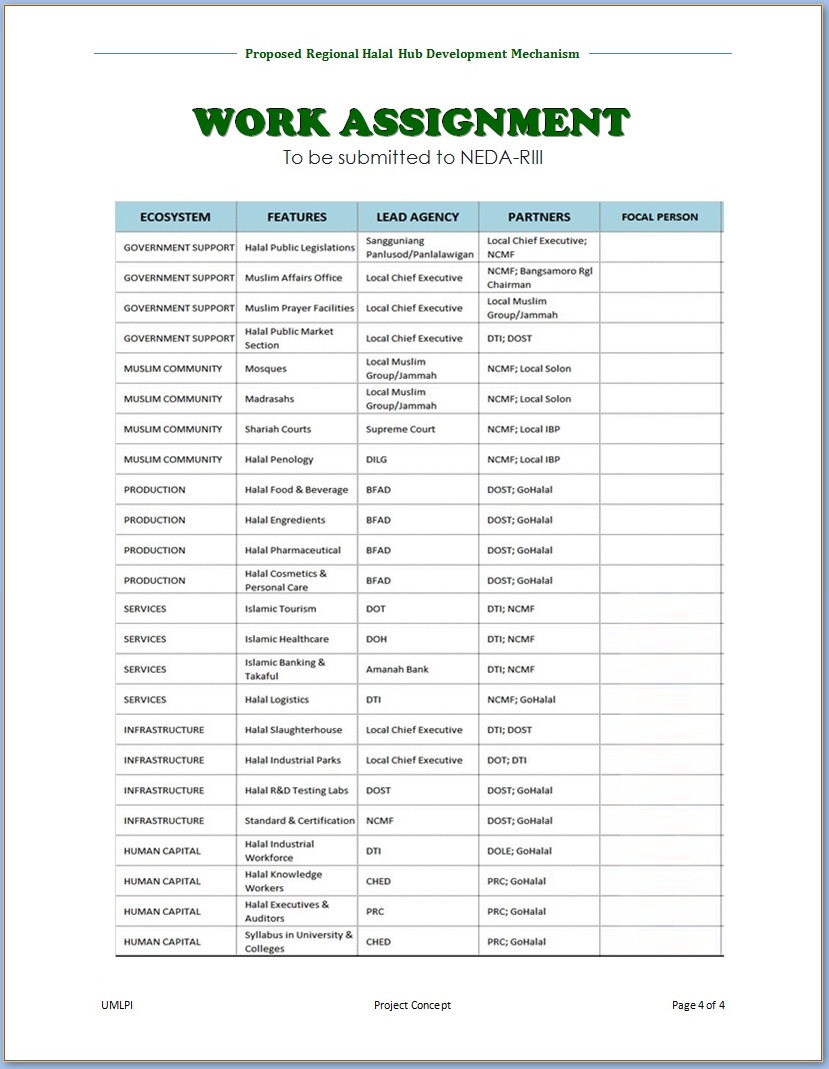 Proposed Regional Halal Hub Development Mechanism
WORK ASSIGNMENT
To be submitted to NEDA-RIII
ECOSYSTEM FEATURES LEAD AGENCY PARTNERS FOCAL PERSON
GOVERNMENT SUPPORT Halal Public Legislations Sangguniang Panlusod/Panlalawigan Local Chief Executive; NCMF
GOVERNMENT SUPPORT Muslim Affairs Office Local Chief Executive NCMF; Bangsamoro Rgl Chairman
GOVERNMENT SUPPORT Muslim Prayer Facilities Local Chief Executive Local Muslim Group/Jammah
GOVERNMENT SUPPORT Halal Public Market Section Local Chief Executive DTI; DOST
MUSLIM COMMUNITY Mosques Local Muslim Group/Jammah NCMF; Local Solon
MUSLIM COMMUNITY Madrasahs Local Muslim Group/Jammah NCMF; Local Solon
MUSLIM COMMUNITY Shariah Courts Supreme Court NCMF; Local IBP
MUSLIM COMMUNITY Halal Penology DILG NCMF; Local IBP
PRODUCTION Halal Food & Beverage BFAD DOST; GoHalal
PRODUCTION Halal Engredients BFAD DOST; GoHalal
PRODUCTION Halal Pharmaceutical BFAD DOST; GoHalal
PRODUCTION Halal Cosmetics & Personal Care BFAD DOST; GoHalal
SERVICES Islamic Tourism DOT DTI; NCMF
SERVICES Islamic Healthcare DOH DTI; NCMF
SERVICES Islamic Banking & Takaful Amanah Bank DTI; NCMF
SERVICES Halal Logistics DTI NCMF; GoHalal
INFRASTRUCTURE Halal Slaughterhouse Local Chief Executive DTI; DOST
INFRASTRUCTURE Halal Industrial Parks Local Chief Executive DOT; DTI
INFRASTRUCTURE Halal R&D Testing Labs DOST DOST; GoHalal
INFRASTRUCTURE Standard & Certification NCMF DOST; GoHalal
HUMAN CAPITAL Halal Industrial Workforce DTI DOLE; GoHalal
HUMAN CAPITAL Halal Knowledge Workers CHED PRC; GoHalal
HUMAN CAPITAL Halal Executives & Auditors PRC PRC; GoHalal
HUMAN CAPITAL Syllabus in University & Colleges CHED PRC; GoHalal
UMLPI Project Concept Page 4 of 4